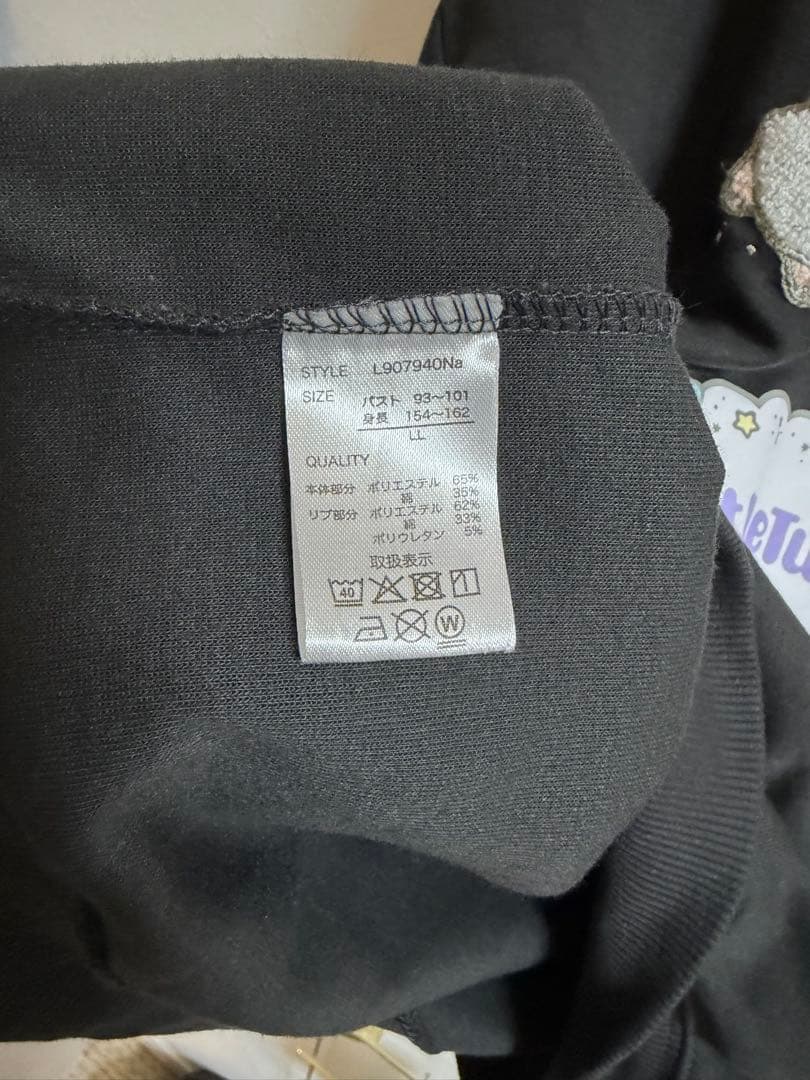 STYLE L907940Na
SIZE バスト 93~101
身長 154~162
LL
QUALITY
本体部分 ポリエステル 65%
綿 35%
リブ部分 ポリエステル 62%
綿 33%
ポリウレタン 5%
取扱表示
40
W
leTw